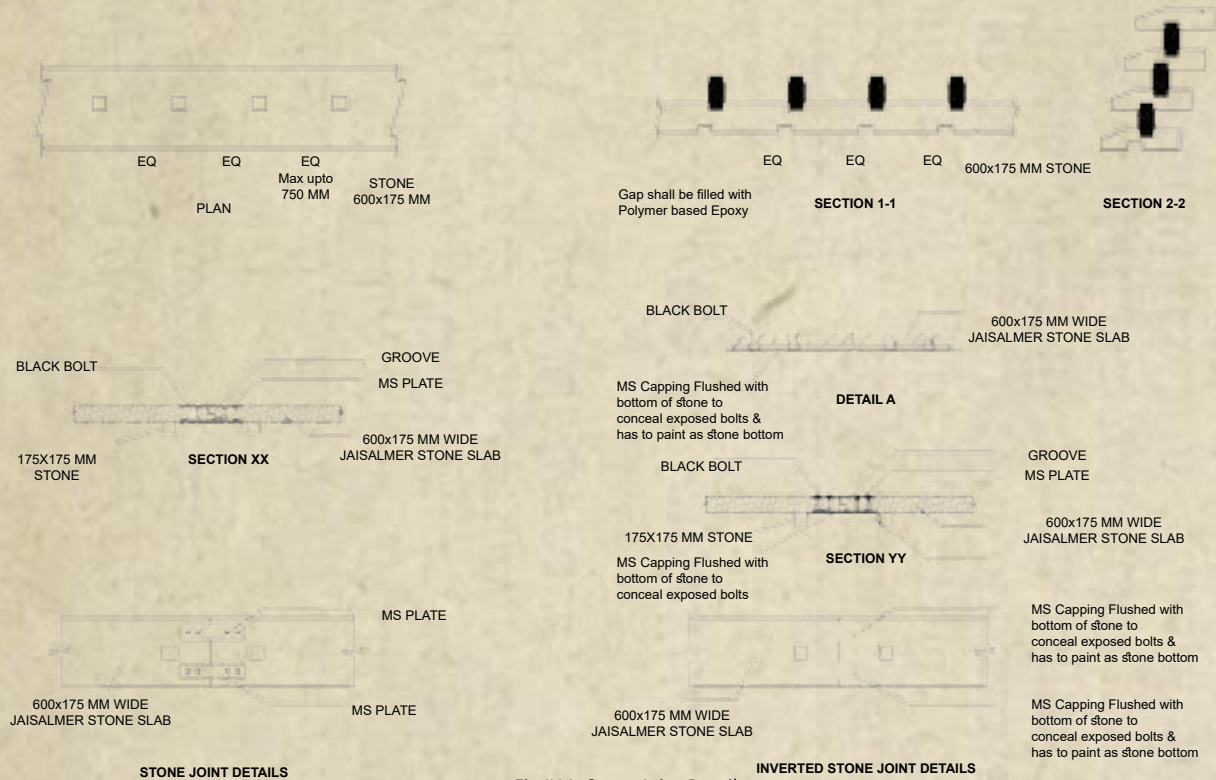 EQ
EQ
EQ
Max upto
750 MM
STONE
600x175 MM
PLAN
EQ
EQ
EQ
600x175 MM STONE
Gap shall be filled with
Polymer based Epoxy
SECTION 1-1
SECTION 2-2
BLACK BOLT
GROOVE
MS PLATE
175X175 MM
STONE
SECTION XX
600x175 MM WIDE
JAISALMER STONE SLAB
BLACK BOLT
600x175 MM WIDE
JAISALMER STONE SLAB
MS Capping Flushed with
bottom of stone to
conceal exposed bolts &
has to paint as stone bottom
DETAIL A
BLACK BOLT
GROOVE
MS PLATE
175X175 MM STONE
600x175 MM WIDE
JAISALMER STONE SLAB
MS Capping Flushed with
bottom of stone to
conceal exposed bolts
SECTION YY
MS PLATE
600x175 MM WIDE
JAISALMER STONE SLAB
MS PLATE
STONE JOINT DETAILS
MS Capping Flushed with
bottom of stone to
conceal exposed bolts &
has to paint as stone bottom
600x175 MM WIDE
JAISALMER STONE SLAB
MS Capping Flushed with
bottom of stone to
conceal exposed bolts &
has to paint as stone bottom
INVERTED STONE JOINT DETAILS